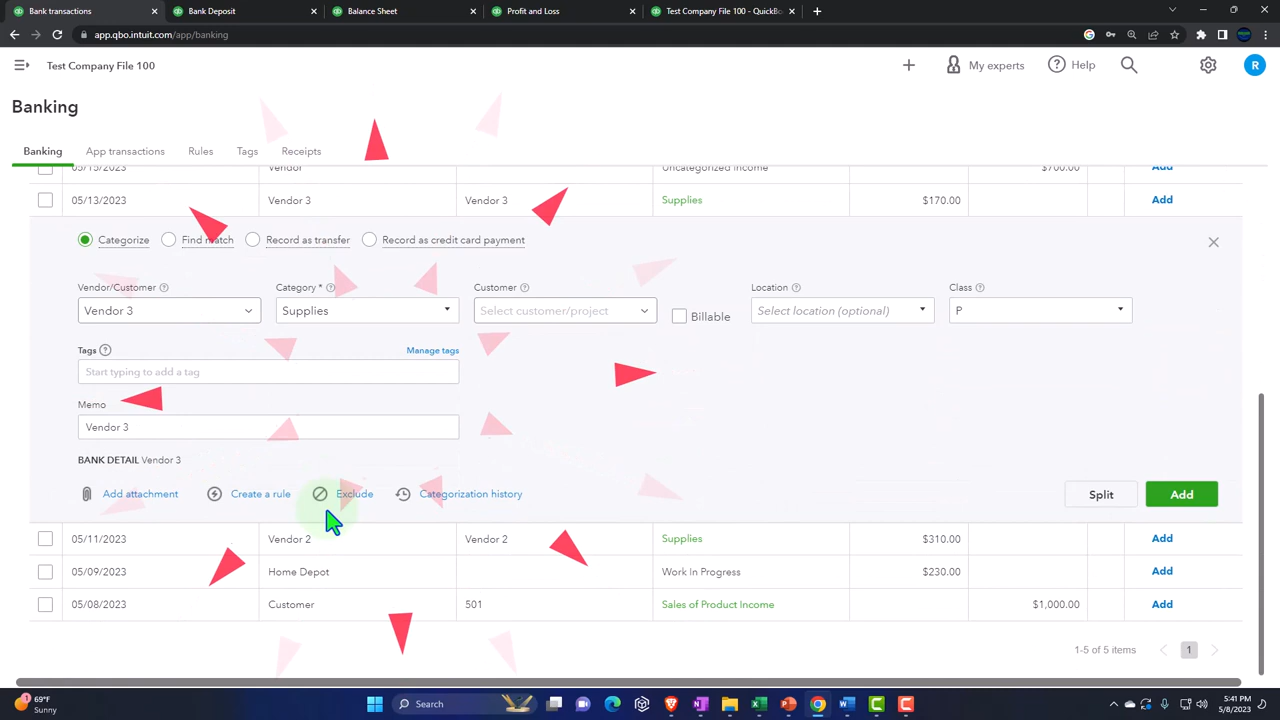 Bank transactions
Bank Deposit
Balance Sheet
Profit and Loss
Test Company File 100 - QuickBo
app.qbo.intuit.com/app/banking
Test Company File 100
My experts
Help
R
Banking
Banking
App transactions
Rules
Tags
Receipts
05/15/2023 Vendor Uncategorized Income $700.00 Add
05/13/2023 Vendor 3 Vendor 3 Supplies $170.00 Add
Categorize
Find match
Record as transfer
Record as credit card payment
Vendor/Customer
Category *
Customer
Location
Class
Vendor 3
Supplies
Select customer/project
Billable
Select location (optional)
P
Tags
Manage tags
Start typing to add a tag
Memo
Vendor 3
BANK DETAIL Vendor 3
Add attachment
Create a rule
Exclude
Categorization history
Split
Add
05/11/2023 Vendor 2 Vendor 2 Supplies $310.00 Add
05/09/2023 Home Depot Work in Progress $230.00 Add
05/08/2023 Customer 501 Sales of Product Income $1,000.00 Add
1-5 of 5 items
1
69°F
Sunny
Search
5:41 PM
5/8/2023